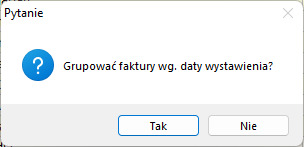 Pytanie
Grupować faktury wg. daty wystawienia?
Tak
Nie